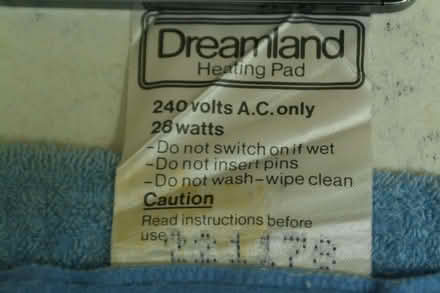 Dreamland
Heating Pad
240 volts A.C. only
26 watts
-Do not switch on if wet
-Do not insert pins
-Do not wash-wipe clean
Caution
Read instructions before
use